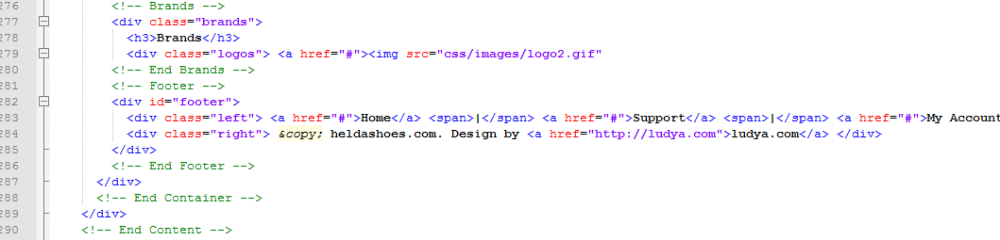 276 <!-- Brands -->
277 <div class="brands">
278 <h3>Brands</h3>
279 <div class="logos"> <a href="#"><img src="css/images/logo2.gif"
280 <!-- End Brands -->
281 <!-- Footer -->
282 <div id="footer">
283 <div class="left"> <a href="#">Home</a> <span>|</span> <a href="#">Support</a> <span>|</span> <a href="#">My Account
284 <div class="right"> &copy; heldashoes.com. Design by <a href="http://ludya.com">ludya.com</a> </div>
285 </div>
286 <!-- End Footer -->
287 </div>
288 <!-- End Container -->
289 </div>
290 <!-- End Content -->